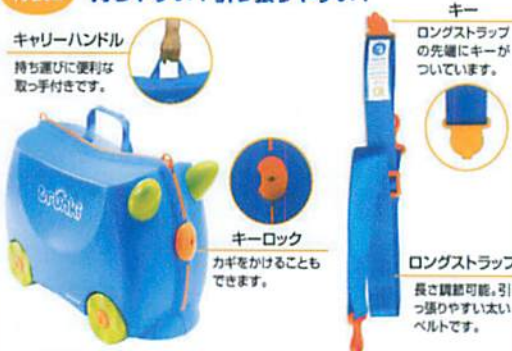 キャリーハンドル
持ち運びに便利な
取っ手付きです。
キー
ロングストラップ
の先端にキーが
ついています。
trunki
キーロック
カギをかけることも
できます。
ロングストラップ
長さ調節可能。引
っ張りやすい太い
ベルトです。